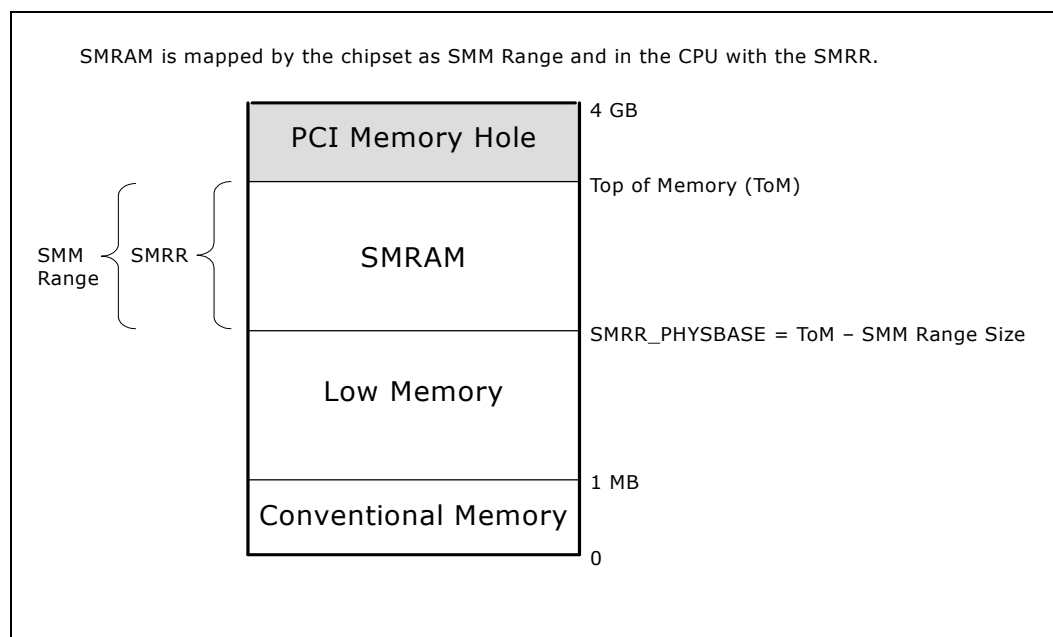 SMRAM is mapped by the chipset as SMM Range and in the CPU with the SMRR.
4 GB
PCI Memory Hole
Top of Memory (ToM)
SMM
Range
SMRR
SMRAM
SMRR_PHYSBASE = ToM – SMM Range Size
Low Memory
1 MB
Conventional Memory
0